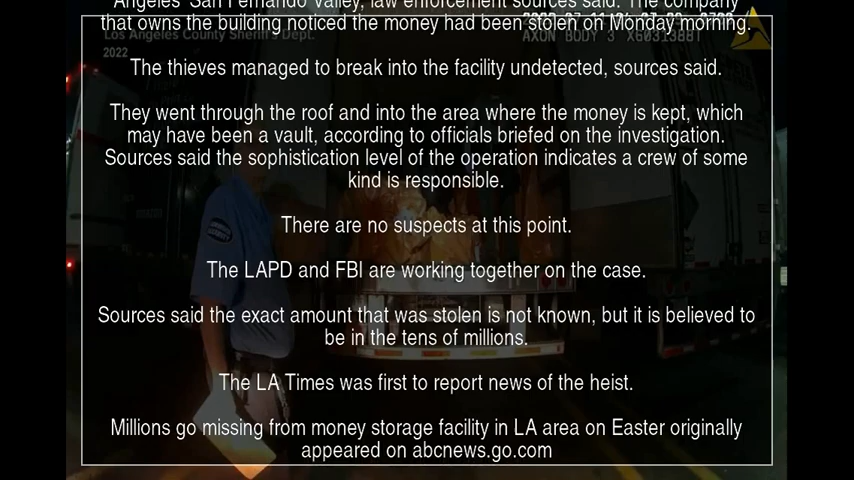 Angeles' San Fernando Valley, law enforcement sources said. The company
that owns the building noticed the money had been stolen on Monday morning.
Los Angeles County Sheriff's Dept.
AXON BODY 3 X60313B8T
2022
The thieves managed to break into the facility undetected, sources said.
They went through the roof and into the area where the money is kept, which
may have been a vault, according to officials briefed on the investigation.
Sources said the sophistication level of the operation indicates a crew of some
kind is responsible.
There are no suspects at this point.
The LAPD and FBI are working together on the case.
Sources said the exact amount that was stolen is not known, but it is believed to
be in the tens of millions.
The LA Times was first to report news of the heist.
Millions go missing from money storage facility in LA area on Easter originally
appeared on abcnews.go.com